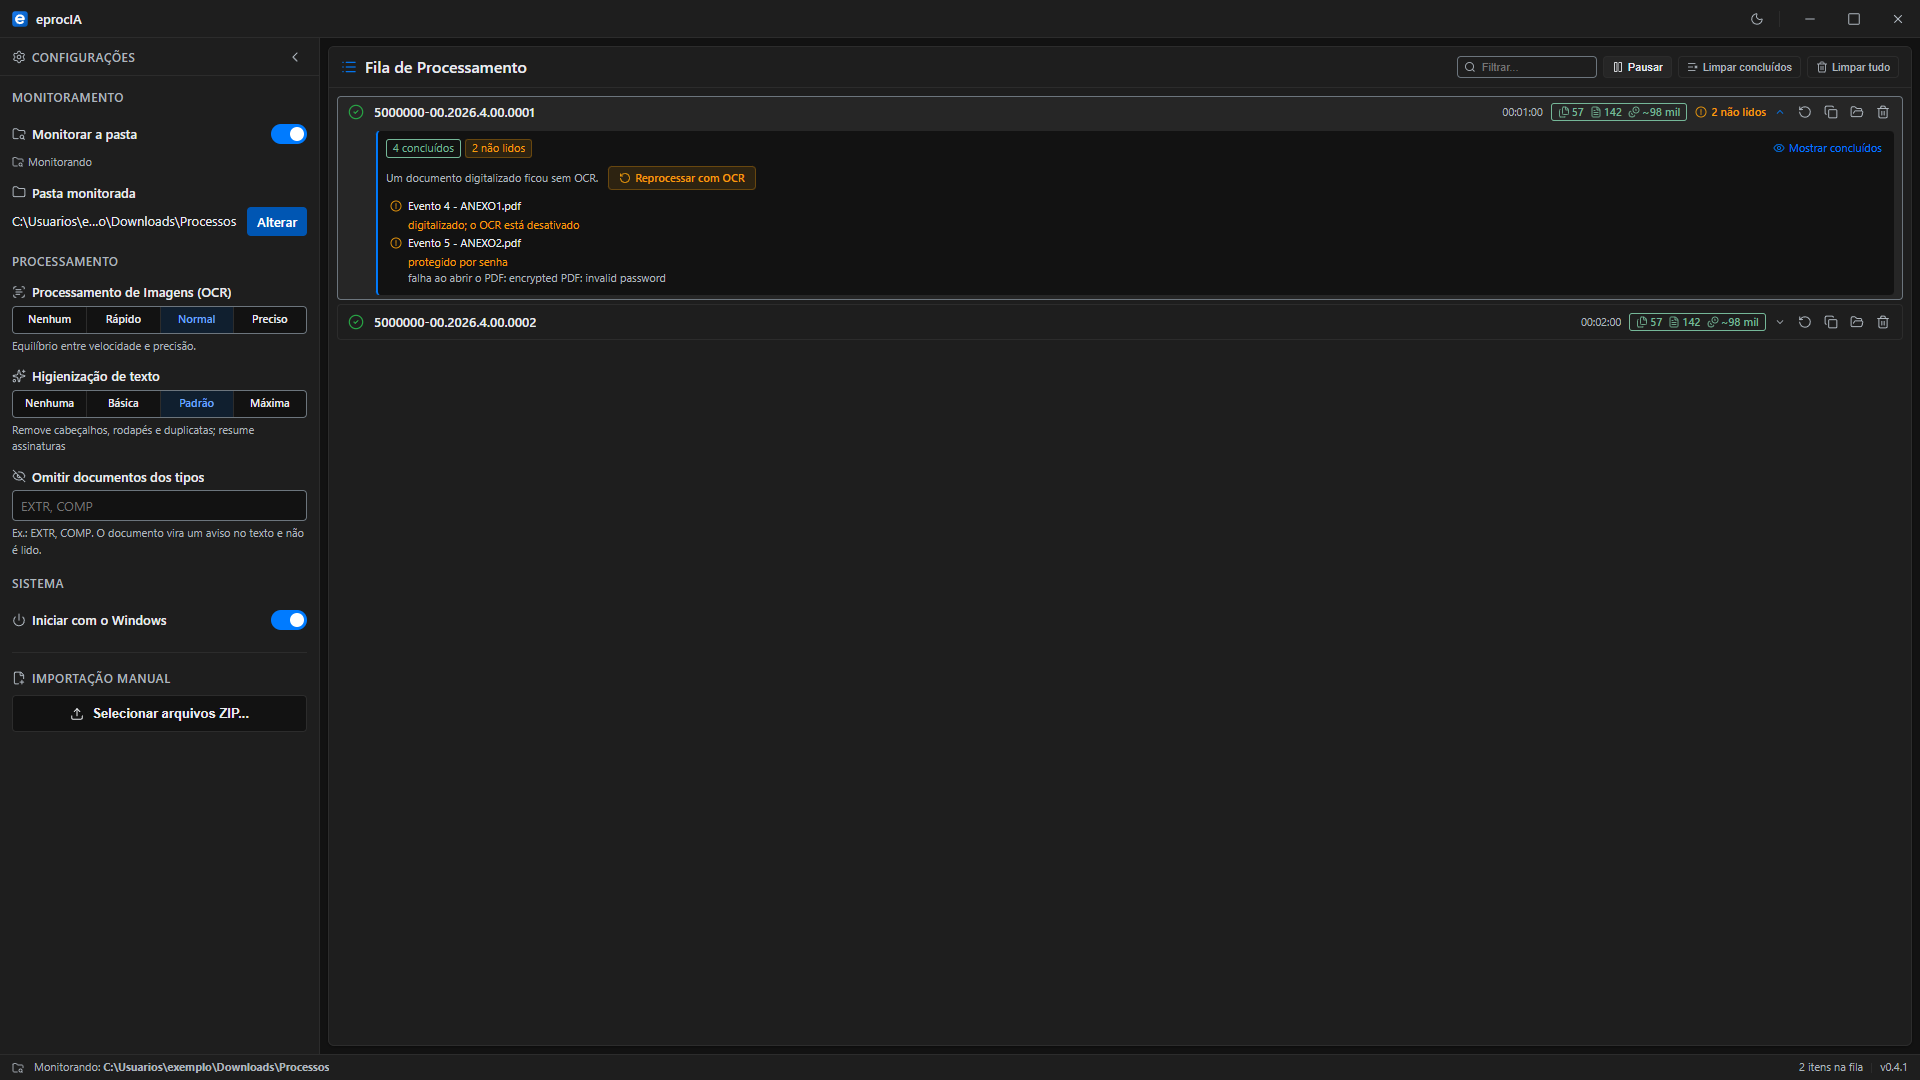 eprocIA
CONFIGURAÇÕES
MONITORAMENTO
Monitorar a pasta
Monitorando
Pasta monitorada
C:\Usuarios\e...o\Downloads\Processos
Alterar
PROCESSAMENTO
Processamento de Imagens (OCR)
Nenhum Rápido Normal Preciso
Equilíbrio entre velocidade e precisão.
Higienização de texto
Nenhuma Básica Padrão Máxima
Remove cabeçalhos, rodapés e duplicatas; resume
assinaturas
Omitir documentos dos tipos
EXTR, COMP
Ex.: EXTR, COMP. O documento vira um aviso no texto e não
é lido.
SISTEMA
Iniciar com o Windows
IMPORTAÇÃO MANUAL
Selecionar arquivos ZIP...
Fila de Processamento
Filtrar... Pausar Limpar concluídos Limpar tudo
5000000-00.2026.4.00.0001 00:01:00 57 142 ~98 mil 2 não lidos
4 concluídos 2 não lidos Mostrar concluídos
Um documento digitalizado ficou sem OCR. Reprocessar com OCR
Evento 4 - ANEXO1.pdf
digitalizado; o OCR está desativado
Evento 5 - ANEXO2.pdf
protegido por senha
falha ao abrir o PDF: encrypted PDF: invalid password
5000000-00.2026.4.00.0002 00:02:00 57 142 ~98 mil
Monitorando: C:\Usuarios\exemplo\Downloads\Processos
2 itens na fila v0.4.1